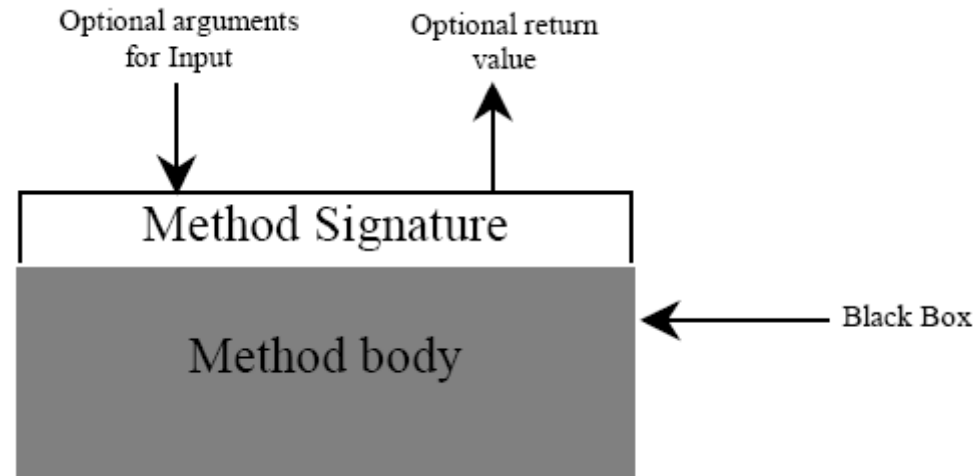 Optional arguments
for Input
Optional return
value
Method Signature
Method body
Black Box